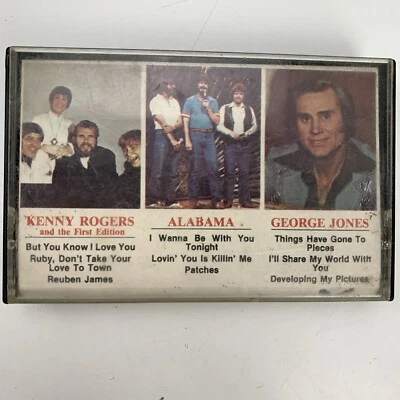 KENNY ROGERS
and the First Edition
But You Know I Love You
Ruby, Don't Take Your
Love To Town
Reuben James
ALABAMA
I Wanna Be With You
Tonight
Lovin' You Is Killin' Me
Patches
GEORGE JONES
Things Have Gone To
Pieces
I'll Share My World With
You
Developing My Pictures